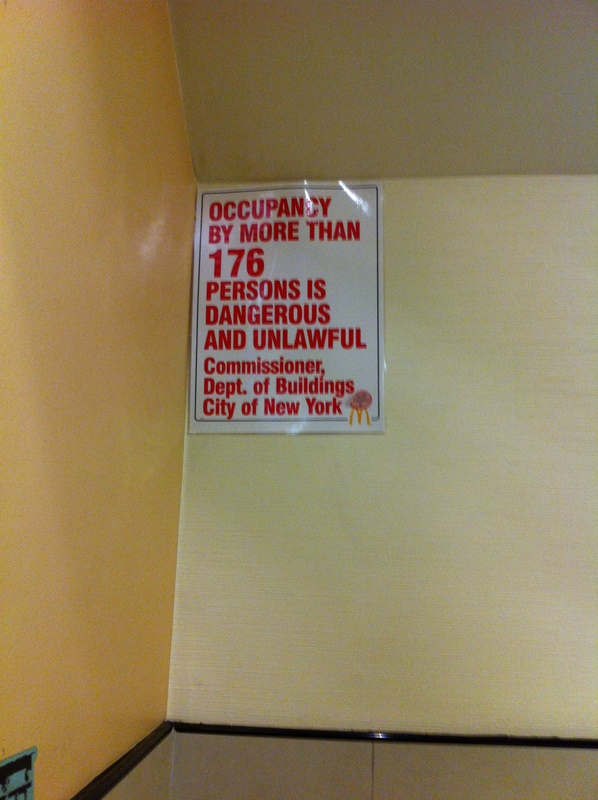 OCCUPANCY
BY MORE THAN
176
PERSONS IS
DANGEROUS
AND UNLAWFUL
Commissioner,
Dept. of Buildings
City of New York